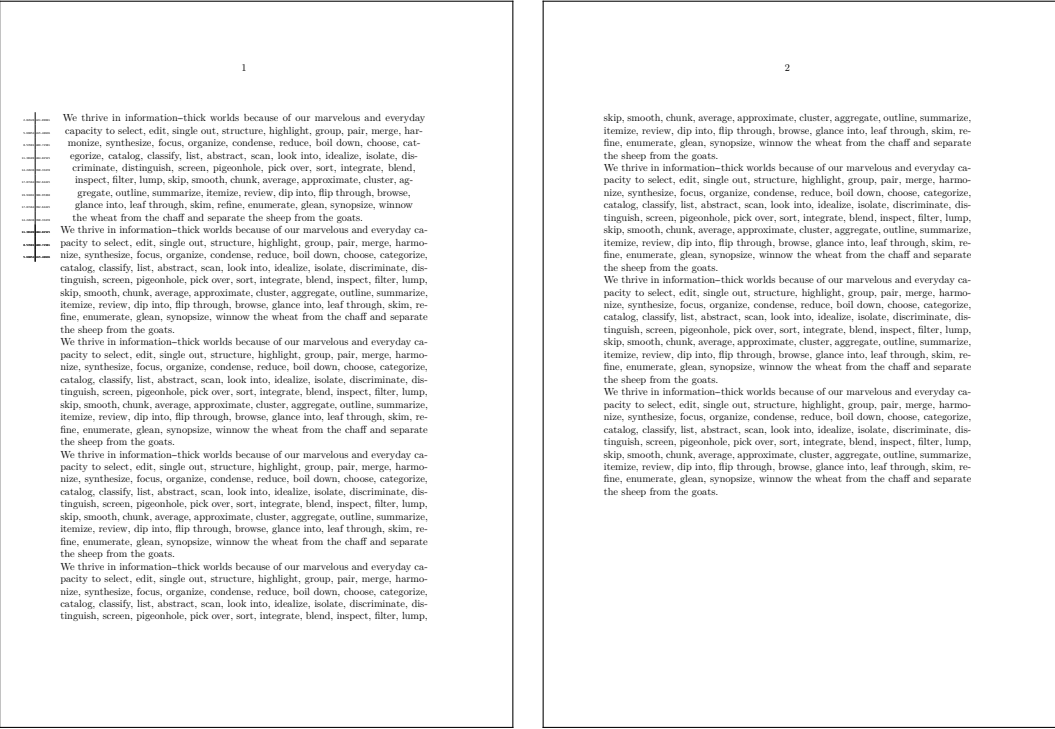 1
We thrive in information–thick worlds because of our marvelous and everyday
capacity to select, edit, single out, structure, highlight, group, pair, merge, har-
monize, synthesize, focus, organize, condense, reduce, boil down, choose, cat-
egorize, catalog, classify, list, abstract, scan, look into, idealize, isolate, dis-
criminate, distinguish, screen, pigeonhole, pick over, sort, integrate, blend,
inspect, filter, lump, skip, smooth, chunk, average, approximate, cluster, ag-
gregate, outline, summarize, itemize, review, dip into, flip through, browse,
glance into, leaf through, skim, refine, enumerate, glean, synopsize, winnow
the wheat from the chaff and separate the sheep from the goats.
We thrive in information–thick worlds because of our marvelous and everyday ca-
pacity to select, edit, single out, structure, highlight, group, pair, merge, harmo-
nize, synthesize, focus, organize, condense, reduce, boil down, choose, categorize,
catalog, classify, list, abstract, scan, look into, idealize, isolate, discriminate, dis-
tinguish, screen, pigeonhole, pick over, sort, integrate, blend, inspect, filter, lump,
skip, smooth, chunk, average, approximate, cluster, aggregate, outline, summarize,
itemize, review, dip into, flip through, browse, glance into, leaf through, skim, re-
fine, enumerate, glean, synopsize, winnow the wheat from the chaff and separate
the sheep from the goats.
We thrive in information–thick worlds because of our marvelous and everyday ca-
pacity to select, edit, single out, structure, highlight, group, pair, merge, harmo-
nize, synthesize, focus, organize, condense, reduce, boil down, choose, categorize,
catalog, classify, list, abstract, scan, look into, idealize, isolate, discriminate, dis-
tinguish, screen, pigeonhole, pick over, sort, integrate, blend, inspect, filter, lump,
skip, smooth, chunk, average, approximate, cluster, aggregate, outline, summarize,
itemize, review, dip into, flip through, browse, glance into, leaf through, skim, re-
fine, enumerate, glean, synopsize, winnow the wheat from the chaff and separate
the sheep from the goats.
We thrive in information–thick worlds because of our marvelous and everyday ca-
pacity to select, edit, single out, structure, highlight, group, pair, merge, harmo-
nize, synthesize, focus, organize, condense, reduce, boil down, choose, categorize,
catalog, classify, list, abstract, scan, look into, idealize, isolate, discriminate, dis-
tinguish, screen, pigeonhole, pick over, sort, integrate, blend, inspect, filter, lump,
skip, smooth, chunk, average, approximate, cluster, aggregate, outline, summarize,
itemize, review, dip into, flip through, browse, glance into, leaf through, skim, re-
fine, enumerate, glean, synopsize, winnow the wheat from the chaff and separate
the sheep from the goats.
We thrive in information–thick worlds because of our marvelous and everyday ca-
pacity to select, edit, single out, structure, highlight, group, pair, merge, harmo-
nize, synthesize, focus, organize, condense, reduce, boil down, choose, categorize,
catalog, classify, list, abstract, scan, look into, idealize, isolate, discriminate, dis-
tinguish, screen, pigeonhole, pick over, sort, integrate, blend, inspect, filter, lump,
2
skip, smooth, chunk, average, approximate, cluster, aggregate, outline, summarize,
itemize, review, dip into, flip through, browse, glance into, leaf through, skim, re-
fine, enumerate, glean, synopsize, winnow the wheat from the chaff and separate
the sheep from the goats.
We thrive in information–thick worlds because of our marvelous and everyday ca-
pacity to select, edit, single out, structure, highlight, group, pair, merge, harmo-
nize, synthesize, focus, organize, condense, reduce, boil down, choose, categorize,
catalog, classify, list, abstract, scan, look into, idealize, isolate, discriminate, dis-
tinguish, screen, pigeonhole, pick over, sort, integrate, blend, inspect, filter, lump,
skip, smooth, chunk, average, approximate, cluster, aggregate, outline, summarize,
itemize, review, dip into, flip through, browse, glance into, leaf through, skim, re-
fine, enumerate, glean, synopsize, winnow the wheat from the chaff and separate
the sheep from the goats.
We thrive in information–thick worlds because of our marvelous and everyday ca-
pacity to select, edit, single out, structure, highlight, group, pair, merge, harmo-
nize, synthesize, focus, organize, condense, reduce, boil down, choose, categorize,
catalog, classify, list, abstract, scan, look into, idealize, isolate, discriminate, dis-
tinguish, screen, pigeonhole, pick over, sort, integrate, blend, inspect, filter, lump,
skip, smooth, chunk, average, approximate, cluster, aggregate, outline, summarize,
itemize, review, dip into, flip through, browse, glance into, leaf through, skim, re-
fine, enumerate, glean, synopsize, winnow the wheat from the chaff and separate
the sheep from the goats.
We thrive in information–thick worlds because of our marvelous and everyday ca-
pacity to select, edit, single out, structure, highlight, group, pair, merge, harmo-
nize, synthesize, focus, organize, condense, reduce, boil down, choose, categorize,
catalog, classify, list, abstract, scan, look into, idealize, isolate, discriminate, dis-
tinguish, screen, pigeonhole, pick over, sort, integrate, blend, inspect, filter, lump,
skip, smooth, chunk, average, approximate, cluster, aggregate, outline, summarize,
itemize, review, dip into, flip through, browse, glance into, leaf through, skim, re-
fine, enumerate, glean, synopsize, winnow the wheat from the chaff and separate
the sheep from the goats.